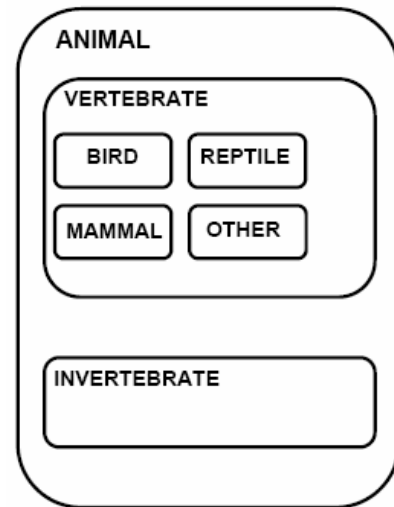 ANIMAL
VERTEBRATE
BIRD
REPTILE
MAMMAL
OTHER
INVERTEBRATE